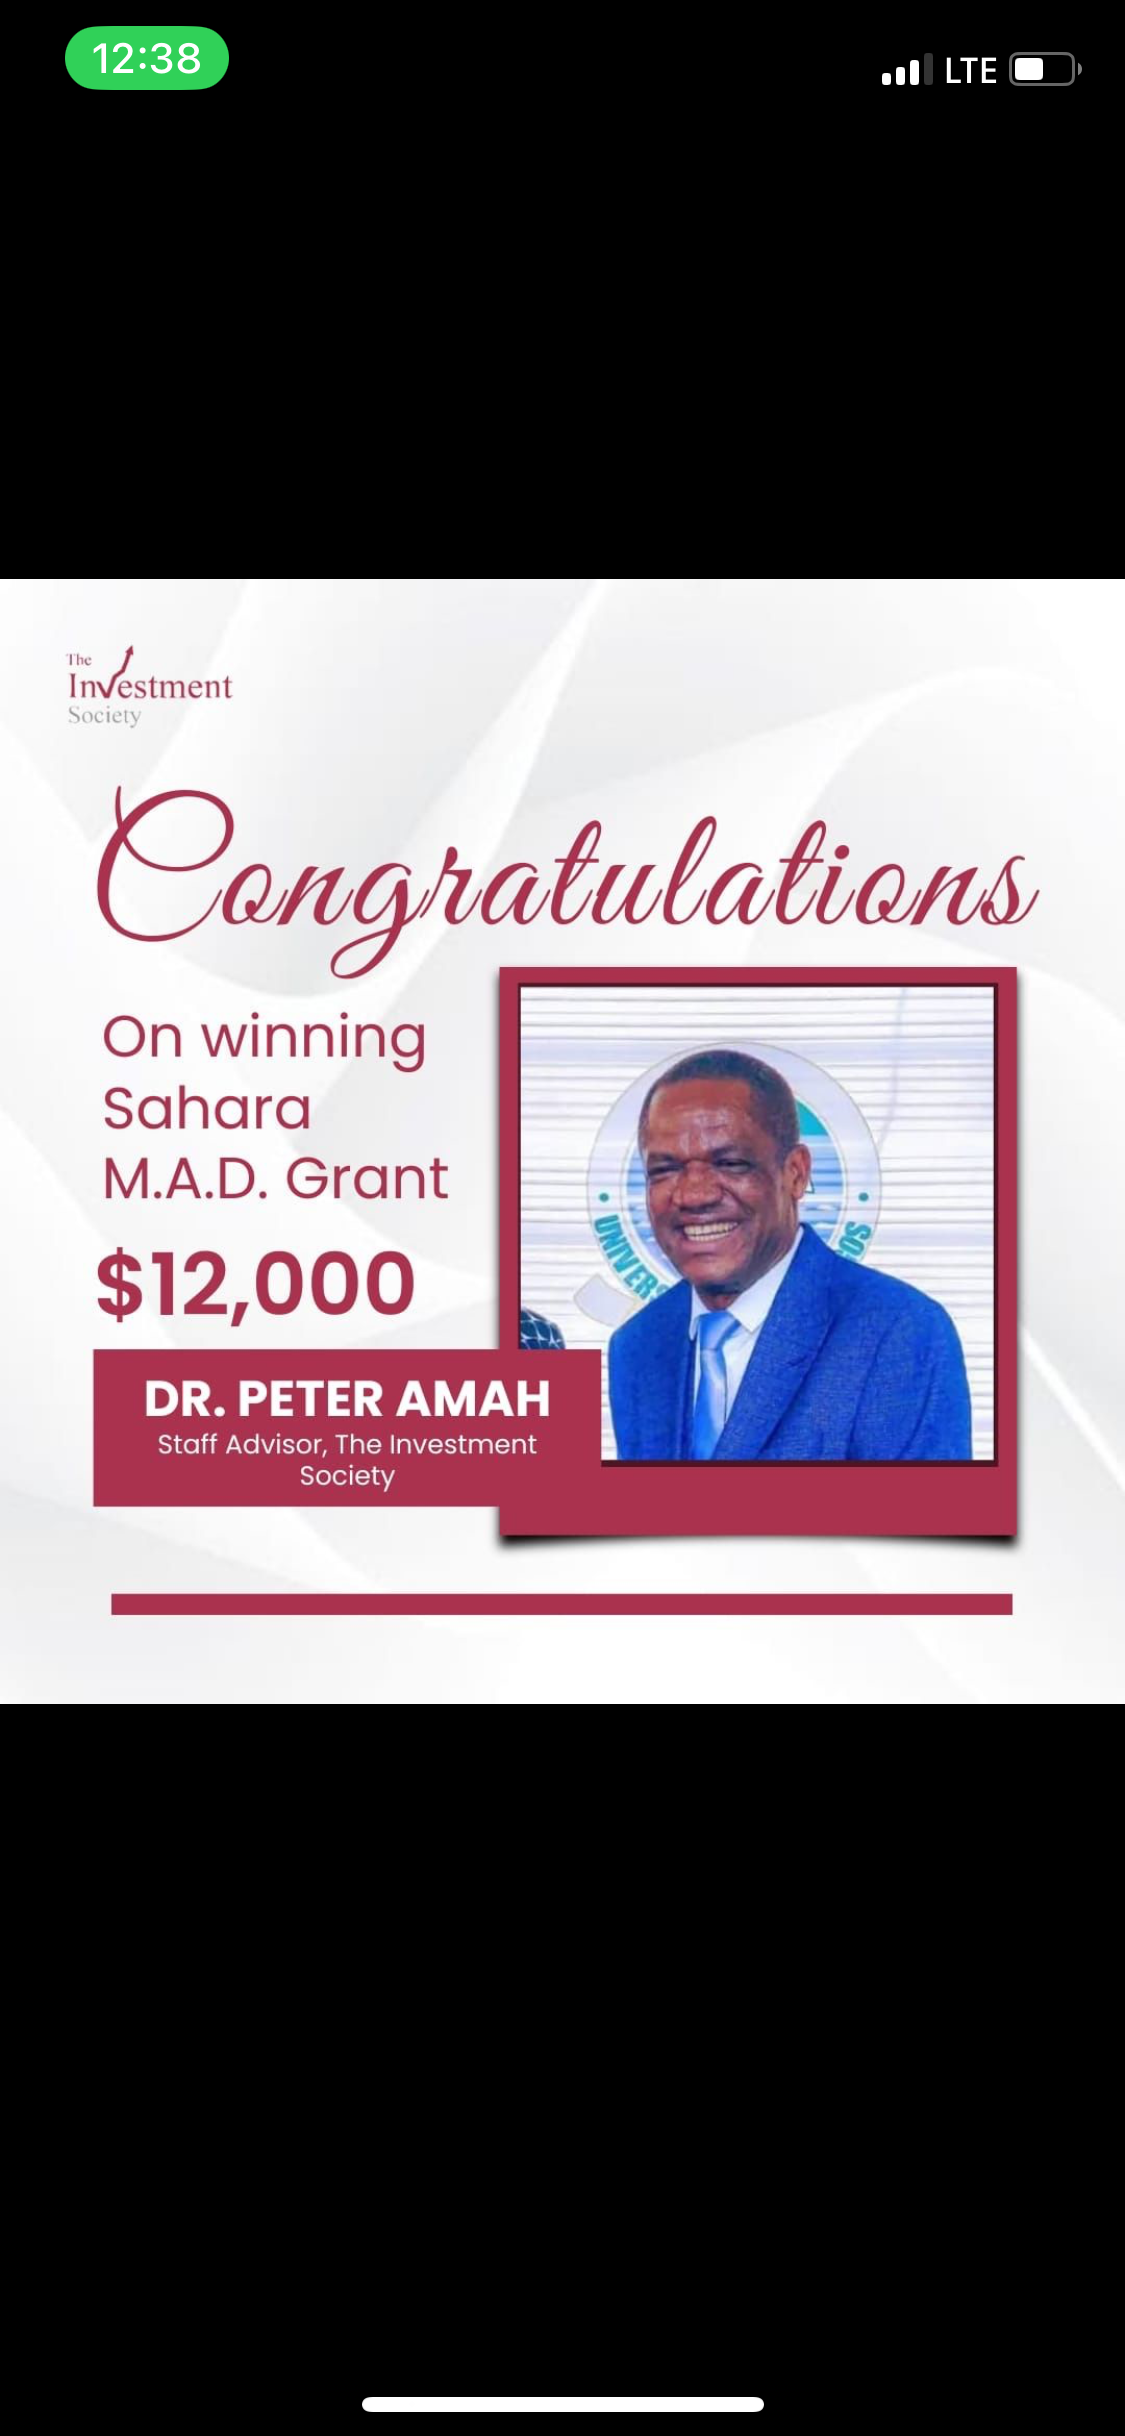 12:38
LTE
The
Investment
Society
Congratulations
On winning
Sahara
M.A.D. Grant
$12,000
DR. PETER AMAH
Staff Advisor, The Investment
Society